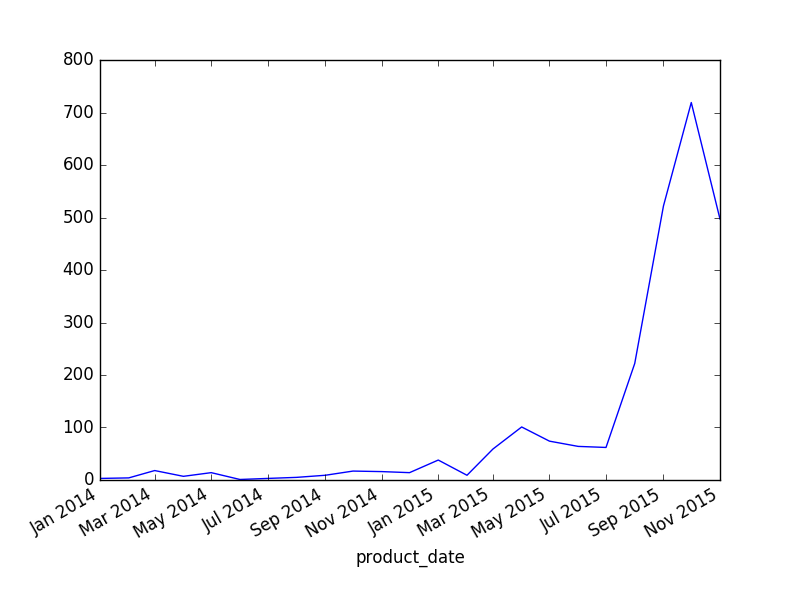 800
700
600
500
400
300
200
100
0
Jan 2014
Mar 2014
May 2014
Jul 2014
Sep 2014
Nov 2014
Jan 2015
Mar 2015
May 2015
Jul 2015
Sep 2015
Nov 2015
product_date